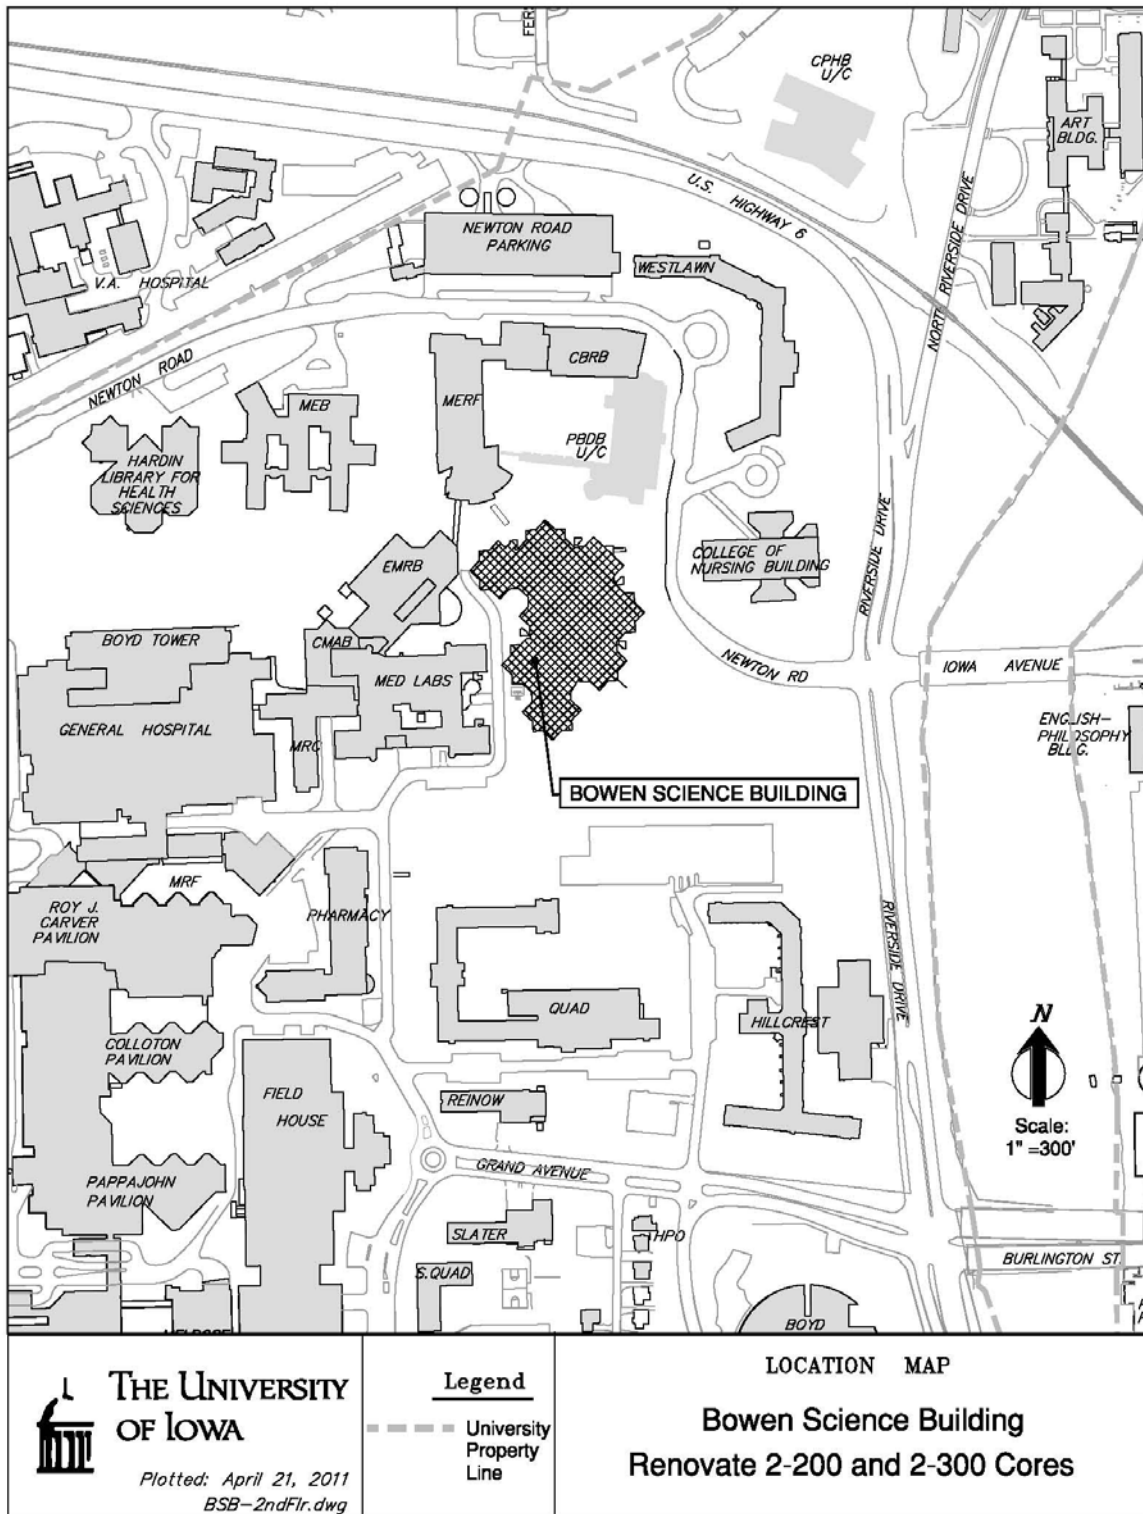 FERS
CPHB
U/C
ART
BLDG.
U.S. HIGHWAY 6
NORTH RIVERSIDE DRIVE
NEWTON ROAD
PARKING
WESTLAWN
V.A. HOSPITAL
NEWTON ROAD
CBRB
MERF
MEB
PBDB
U/C
HARDIN
LIBRARY FOR
HEALTH
SCIENCES
RIVERSIDE DRIVE
COLLEGE OF
NURSING BUILDING
EMRB
BOYD TOWER
CMAB
MED LABS
NEWTON RD
IOWA AVENUE
GENERAL HOSPITAL
MRC
ENGLISH-
PHILOSOPHY
BLDG.
BOWEN SCIENCE BUILDING
MRF
ROY J.
CARVER
PAVILION
PHARMACY
RIVERSIDE DRIVE
QUAD
HILLCREST
COLLOTON
PAVILION
N
FIELD
HOUSE
REINOW
Scale:
1" =300'
GRAND AVENUE
PAPPAJOHN
PAVILION
SLATER
HPO
BURLINGTON ST.
S.QUAD
BOYD
THE UNIVERSITY
OF IOWA
Plotted: April 21, 2011
BSB-2ndFlr.dwg
Legend
University
Property
Line
LOCATION MAP
Bowen Science Building
Renovate 2-200 and 2-300 Cores